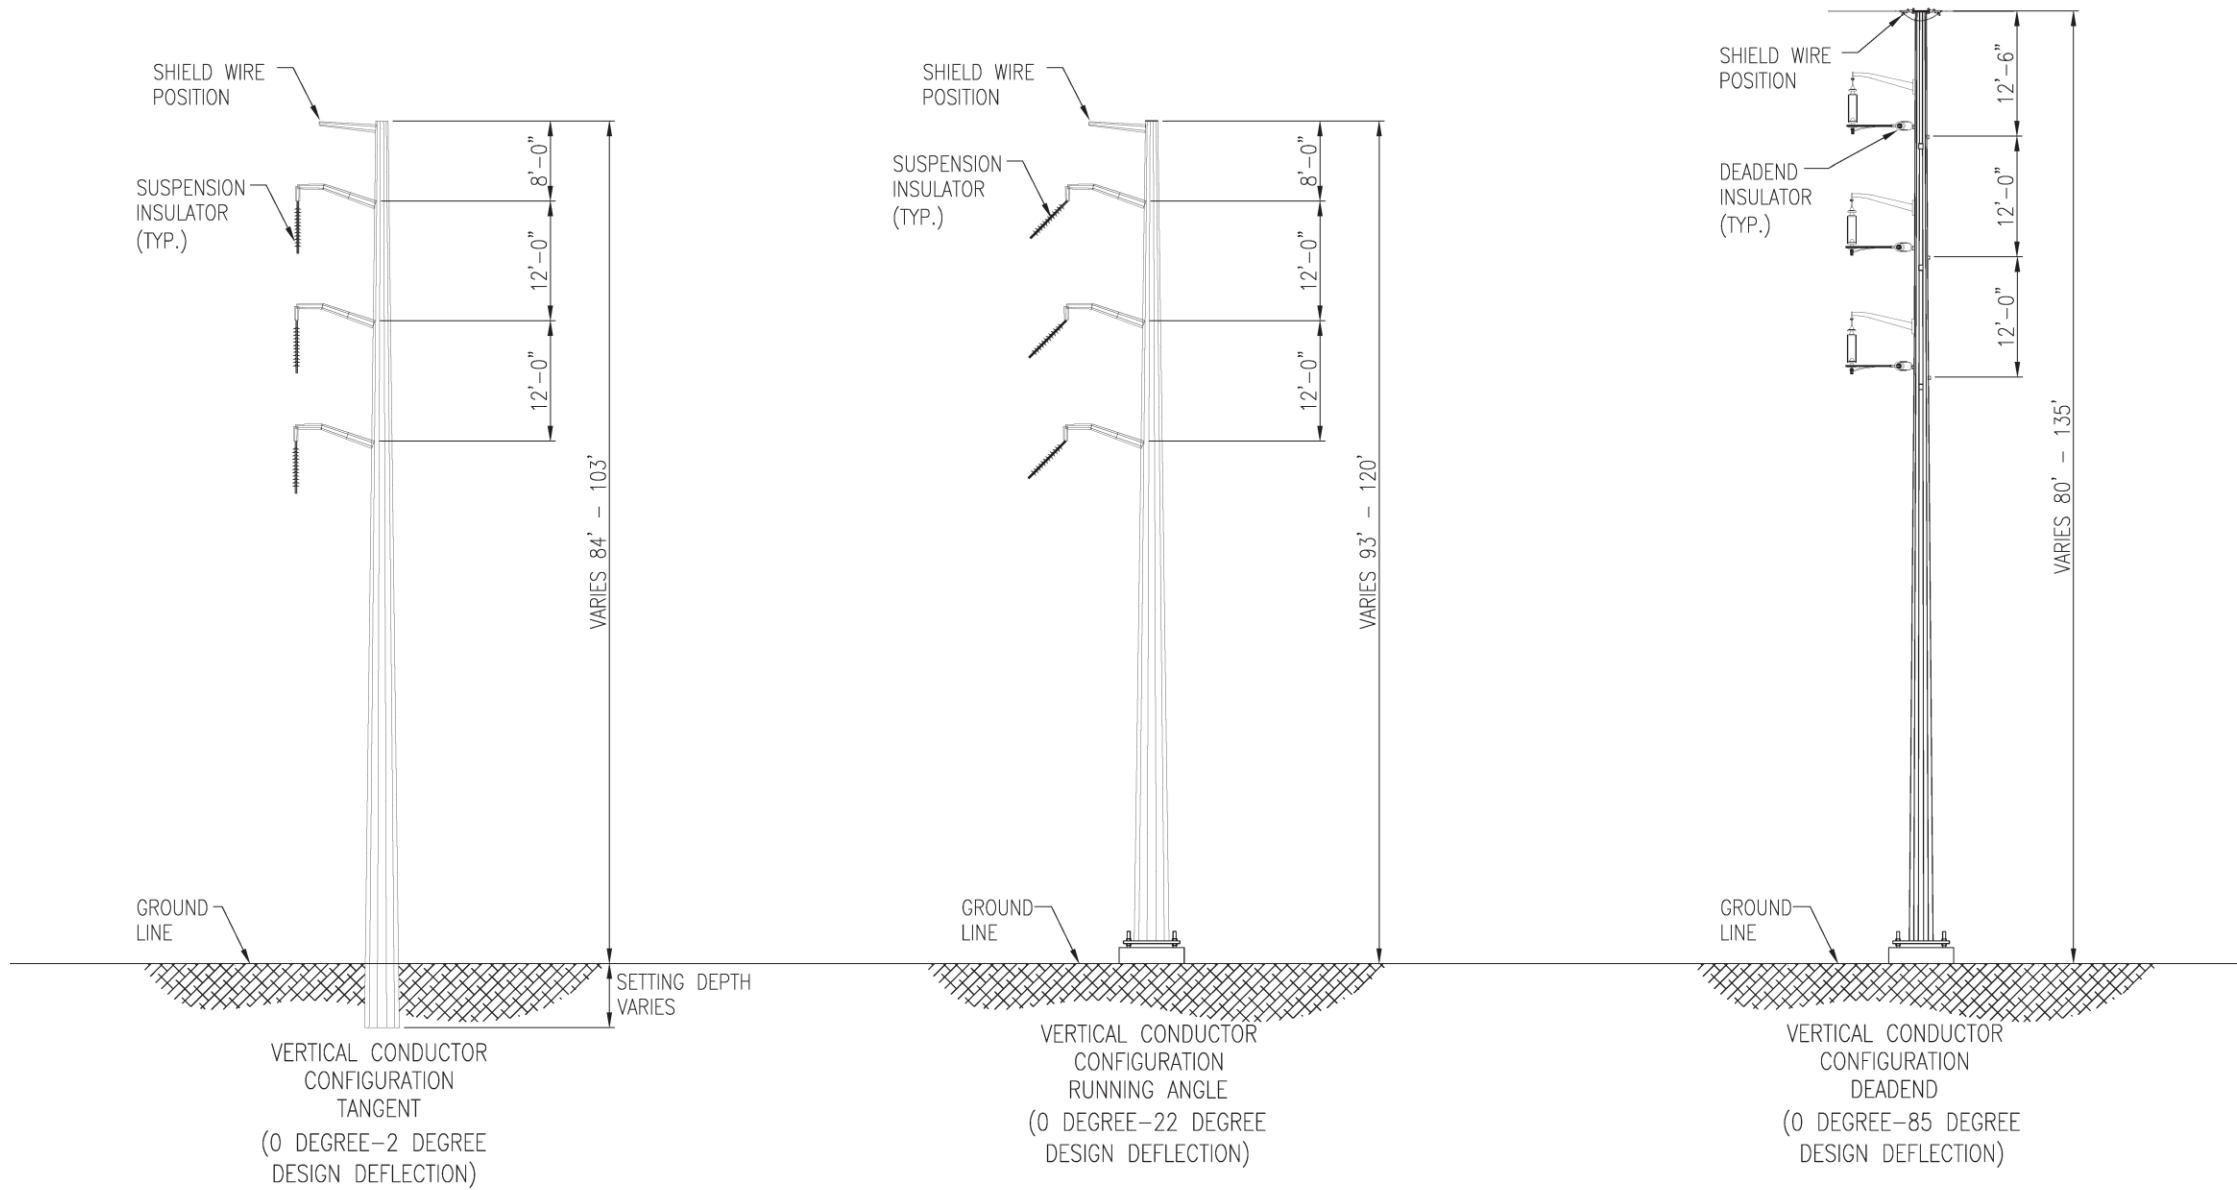 SHIELD WIRE
POSITION
SUSPENSION
INSULATOR
(TYP.)
8'-0"
12'-0"
12'-0"
VARIES 84' - 103'
GROUND
LINE
SETTING DEPTH
VARIES
VERTICAL CONDUCTOR
CONFIGURATION
TANGENT
(0 DEGREE-2 DEGREE
DESIGN DEFLECTION)
SHIELD WIRE
POSITION
SUSPENSION
INSULATOR
(TYP.)
8'-0"
12'-0"
12'-0"
VARIES 93' - 120'
GROUND
LINE
VERTICAL CONDUCTOR
CONFIGURATION
RUNNING ANGLE
(0 DEGREE-22 DEGREE
DESIGN DEFLECTION)
SHIELD WIRE
POSITION
DEADEND
INSULATOR
(TYP.)
12'-6"
12'-0"
12'-0"
VARIES 80' - 135'
GROUND
LINE
VERTICAL CONDUCTOR
CONFIGURATION
DEADEND
(0 DEGREE-85 DEGREE
DESIGN DEFLECTION)